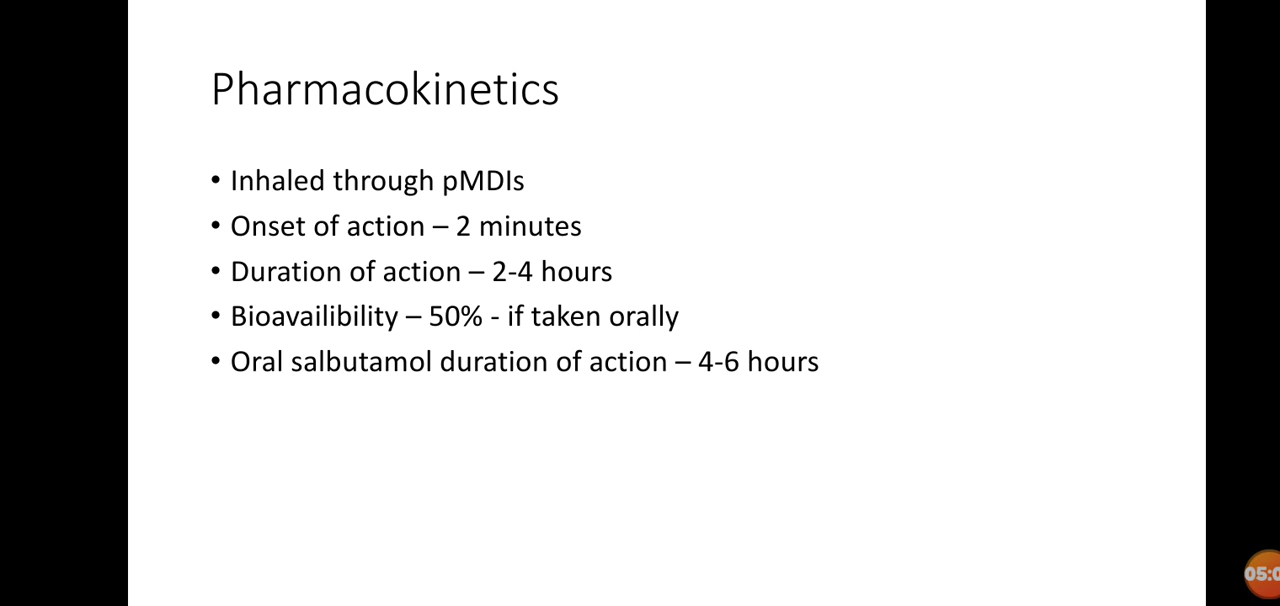 Pharmacokinetics
• Inhaled through pMDIs
• Onset of action – 2 minutes
• Duration of action – 2-4 hours
• Bioavailibility – 50% - if taken orally
• Oral salbutamol duration of action – 4-6 hours